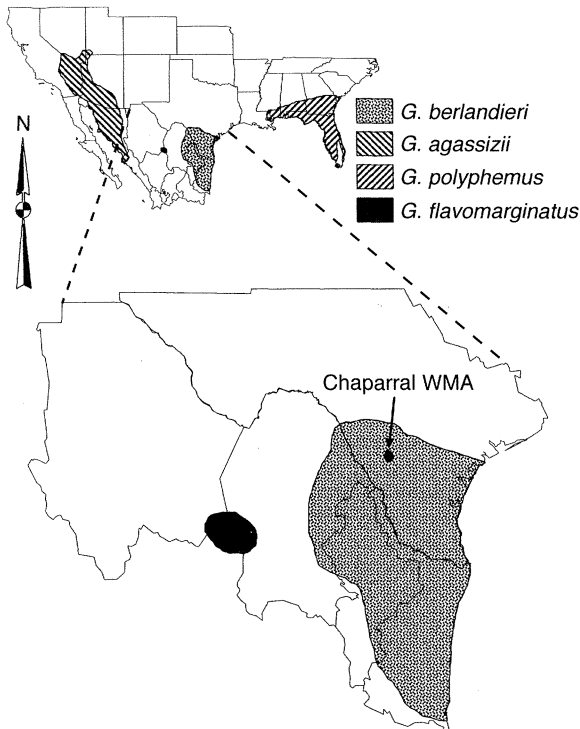 G. berlandieri
G. agassizii
G. polyphemus
G. flavomarginatus
N
Chaparral WMA